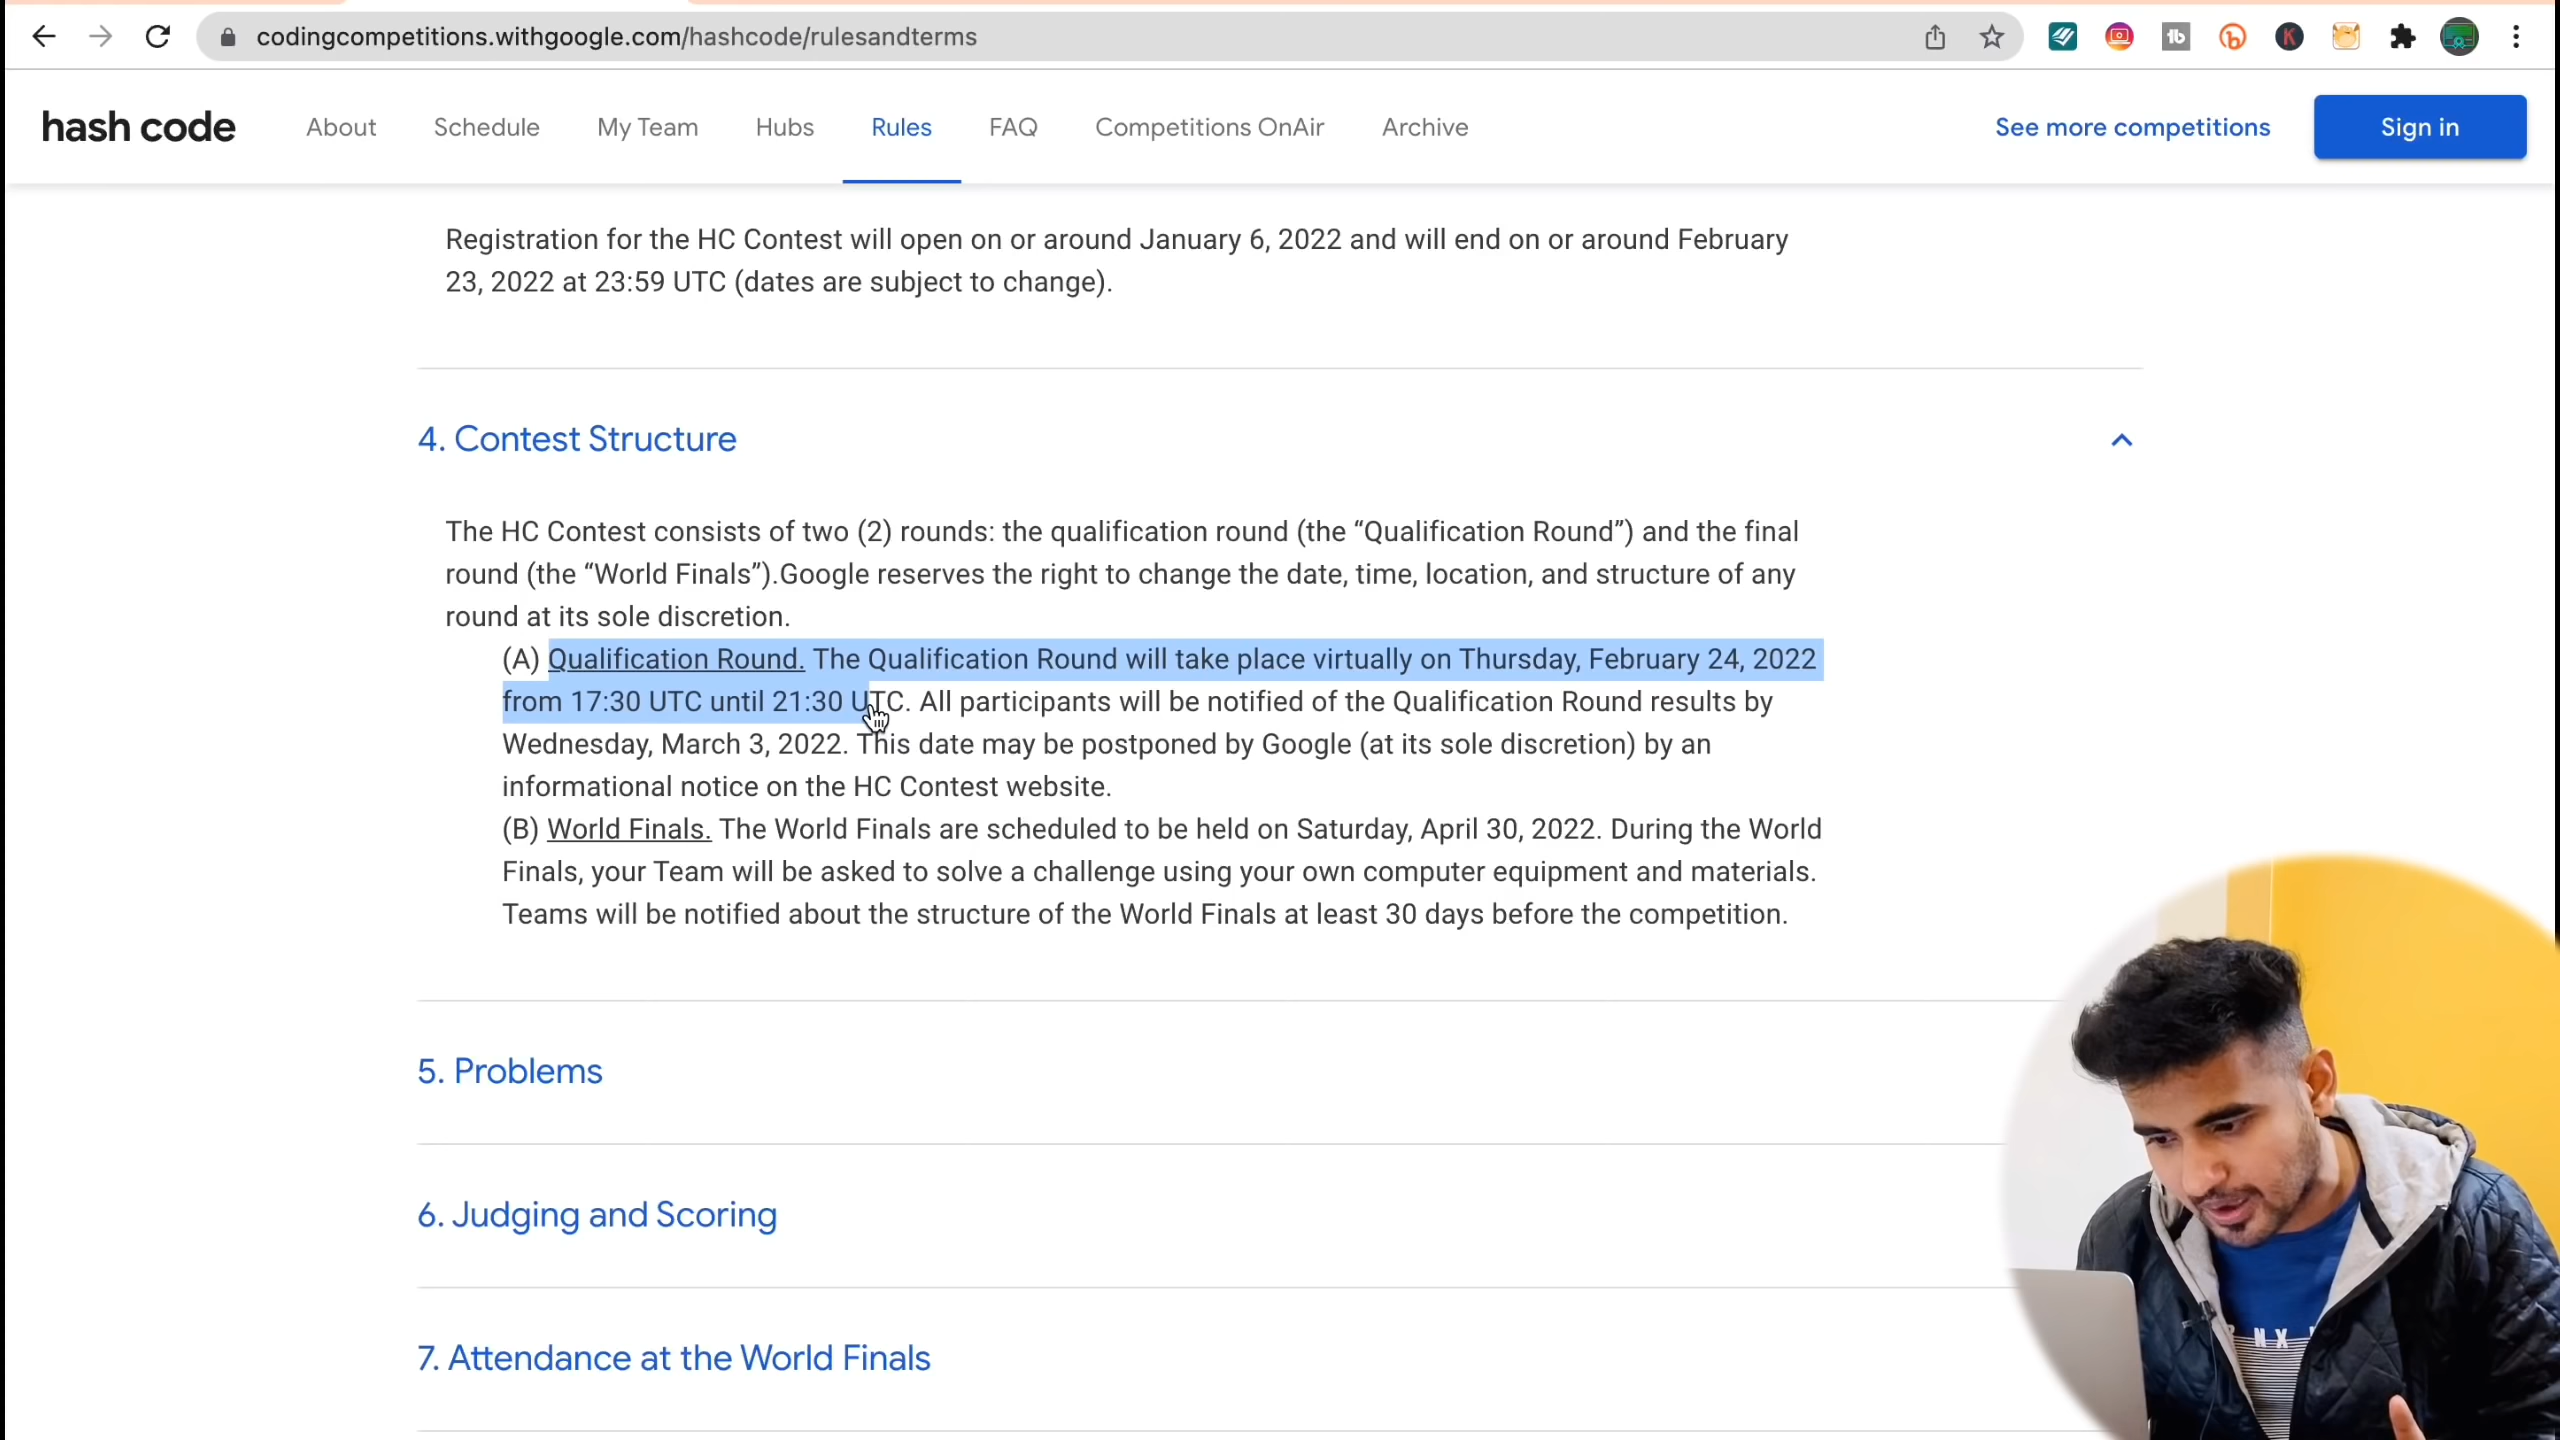 codingcompetitions.withgoogle.com/hashcode/rulesandterms
hash code About Schedule My Team Hubs Rules FAQ Competitions OnAir Archive See more competitions Sign in
Registration for the HC Contest will open on or around January 6, 2022 and will end on or around February
23, 2022 at 23:59 UTC (dates are subject to change).
4. Contest Structure
The HC Contest consists of two (2) rounds: the qualification round (the “Qualification Round”) and the final
round (the “World Finals”).Google reserves the right to change the date, time, location, and structure of any
round at its sole discretion.
(A) Qualification Round. The Qualification Round will take place virtually on Thursday, February 24, 2022
from 17:30 UTC until 21:30 UTC. All participants will be notified of the Qualification Round results by
Wednesday, March 3, 2022. This date may be postponed by Google (at its sole discretion) by an
informational notice on the HC Contest website.
(B) World Finals. The World Finals are scheduled to be held on Saturday, April 30, 2022. During the World
Finals, your Team will be asked to solve a challenge using your own computer equipment and materials.
Teams will be notified about the structure of the World Finals at least 30 days before the competition.
5. Problems
6. Judging and Scoring
7. Attendance at the World Finals